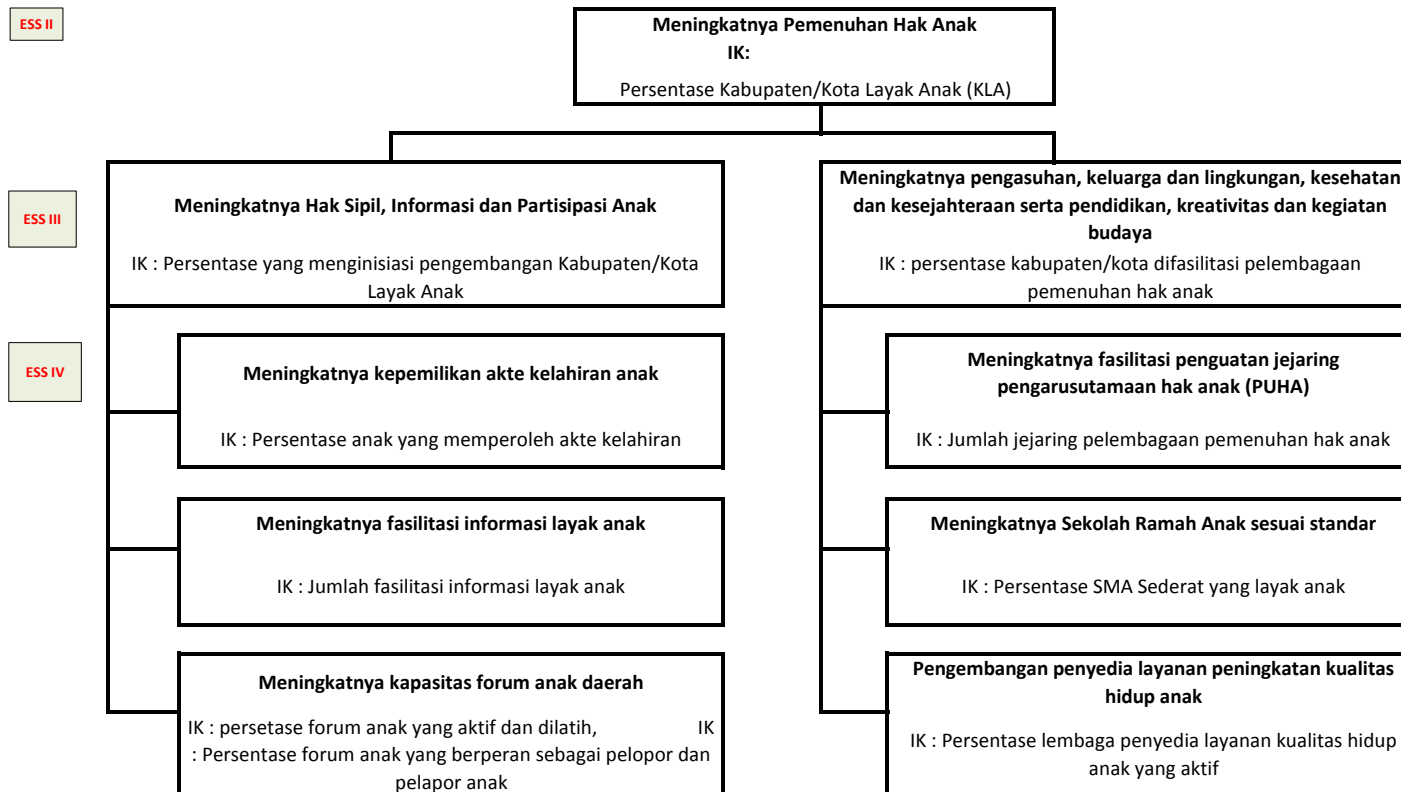 ESS II
Meningkatnya Pemenuhan Hak Anak
IK:
Persentase Kabupaten/Kota Layak Anak (KLA)
ESS III
Meningkatnya Hak Sipil, Informasi dan Partisipasi Anak
IK : Persentase yang menginisiasi pengembangan Kabupaten/Kota
Layak Anak
Meningkatnya pengasuhan, keluarga dan lingkungan, kesehatan
dan kesejahteraan serta pendidikan, kreativitas dan kegiatan
budaya
IK : persentase kabupaten/kota difasilitasi pelembagaan
pemenuhan hak anak
ESS IV
Meningkatnya kepemilikan akte kelahiran anak
IK : Persentase anak yang memperoleh akte kelahiran
Meningkatnya fasilitasi penguatan jejaring
pengarusutamaan hak anak (PUHA)
IK : Jumlah jejaring pelembagaan pemenuhan hak anak
Meningkatnya fasilitasi informasi layak anak
IK : Jumlah fasilitasi informasi layak anak
Meningkatnya Sekolah Ramah Anak sesuai standar
IK : Persentase SMA Sederat yang layak anak
Meningkatnya kapasitas forum anak daerah
IK : persetase forum anak yang aktif dan dilatih, IK
: Persentase forum anak yang berperan sebagai pelopor dan
pelapor anak
Pengembangan penyedia layanan peningkatan kualitas
hidup anak
IK : Persentase lembaga penyedia layanan kualitas hidup
anak yang aktif